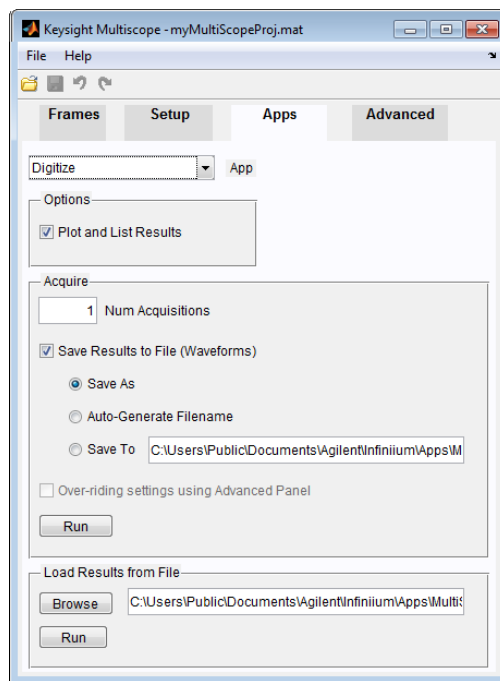 Keysight Multiscope - myMultiScopeProj.mat
File Help
Frames Setup Apps Advanced
Digitize App
Options
Plot and List Results
Acquire
1 Num Acquisitions
Save Results to File (Waveforms)
Save As
Auto-Generate Filename
Save To C:\Users\Public\Documents\Agilent\Infiniium\Apps\M
Over-riding settings using Advanced Panel
Run
Load Results from File
Browse C:\Users\Public\Documents\Agilent\Infiniium\Apps\MultiS
Run